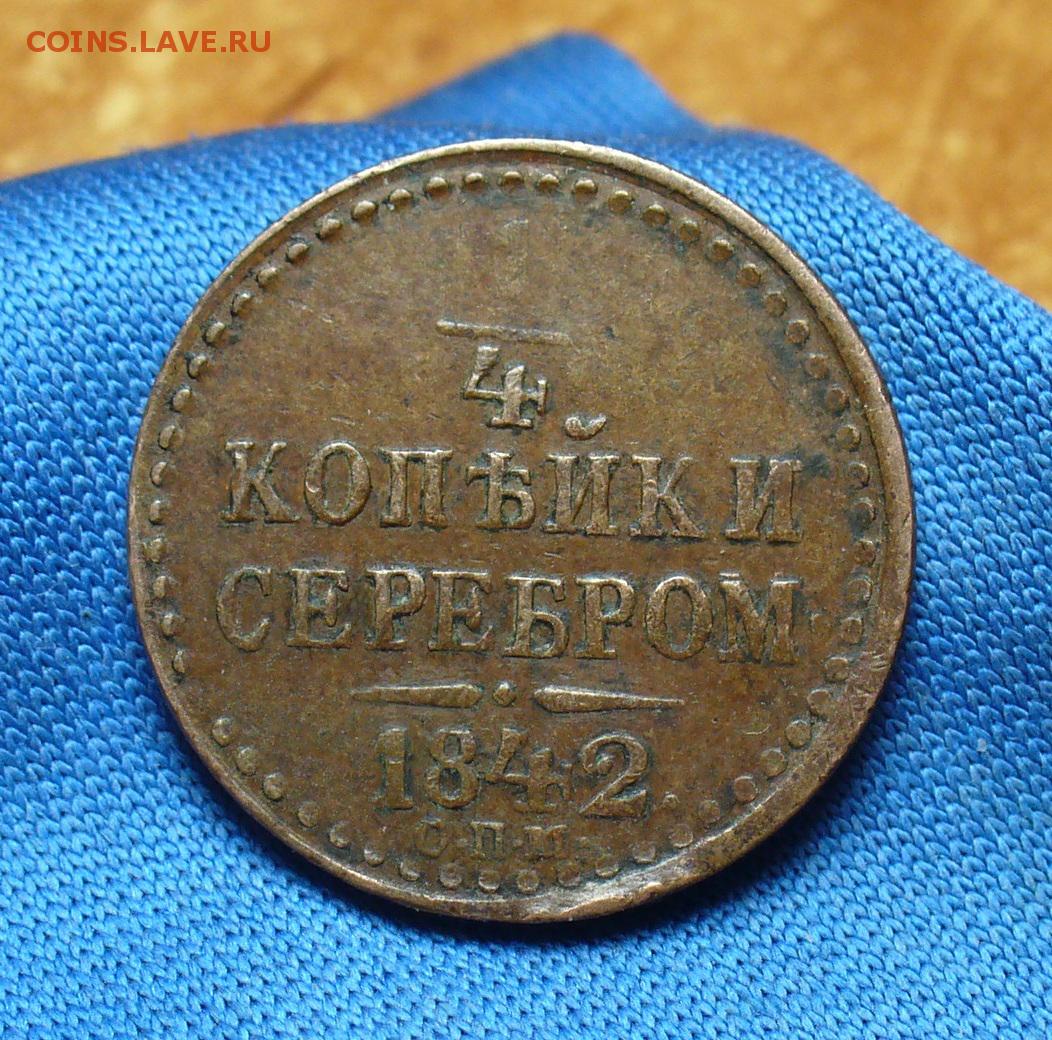 COINS.LAVE.RU
1
4
КОПѢЙКИ
СЕРЕБРОМ
1842.
С.П.М.